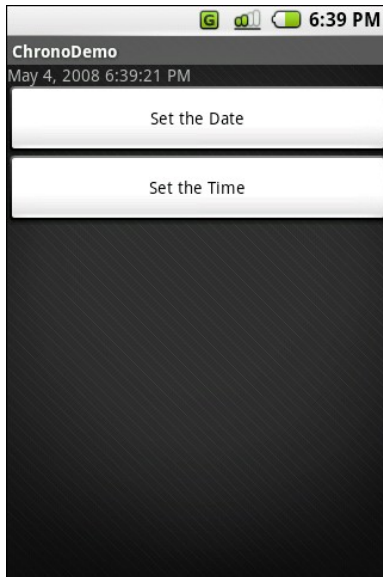 G 6:39 PM
ChronoDemo
May 4, 2008 6:39:21 PM
Set the Date
Set the Time